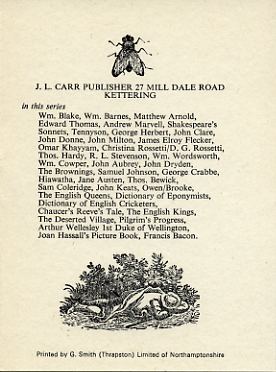 J. L. CARR PUBLISHER 27 MILL DALE ROAD
KETTERING
in this series
Wm. Blake, Wm. Barnes, Matthew Arnold,
Edward Thomas, Andrew Marvell, Shakespeare's
Sonnets, Tennyson, George Herbert, John Clare,
John Donne, John Milton, James Elroy Flecker,
Omar Khayyam, Christina Rossetti/D. G. Rossetti,
Thos. Hardy, R. L. Stevenson, Wm. Wordsworth,
Wm. Cowper, John Aubrey, John Dryden,
The Brownings, Samuel Johnson, George Crabbe,
Hiawatha, Jane Austen, Thos. Bewick,
Sam Coleridge, John Keats, Owen/Brooke,
The English Queens, Dictionary of Eponymists,
Dictionary of English Cricketers,
Chaucer's Reeve's Tale, The English Kings,
The Deserted Village, Pilgrim's Progress,
Arthur Wellesley 1st Duke of Wellington,
Joan Hassall's Picture Book, Francis Bacon.
Printed by G. Smith (Thrapston) Limited of Northamptonshire